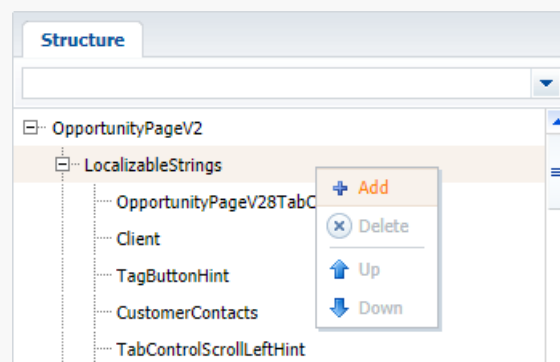 Structure
OpportunityPageV2
LocalizableStrings
Add
OpportunityPageV28TabC
Delete
Client
Up
TagButtonHint
Down
CustomerContacts
TabControlScrollLeftHint